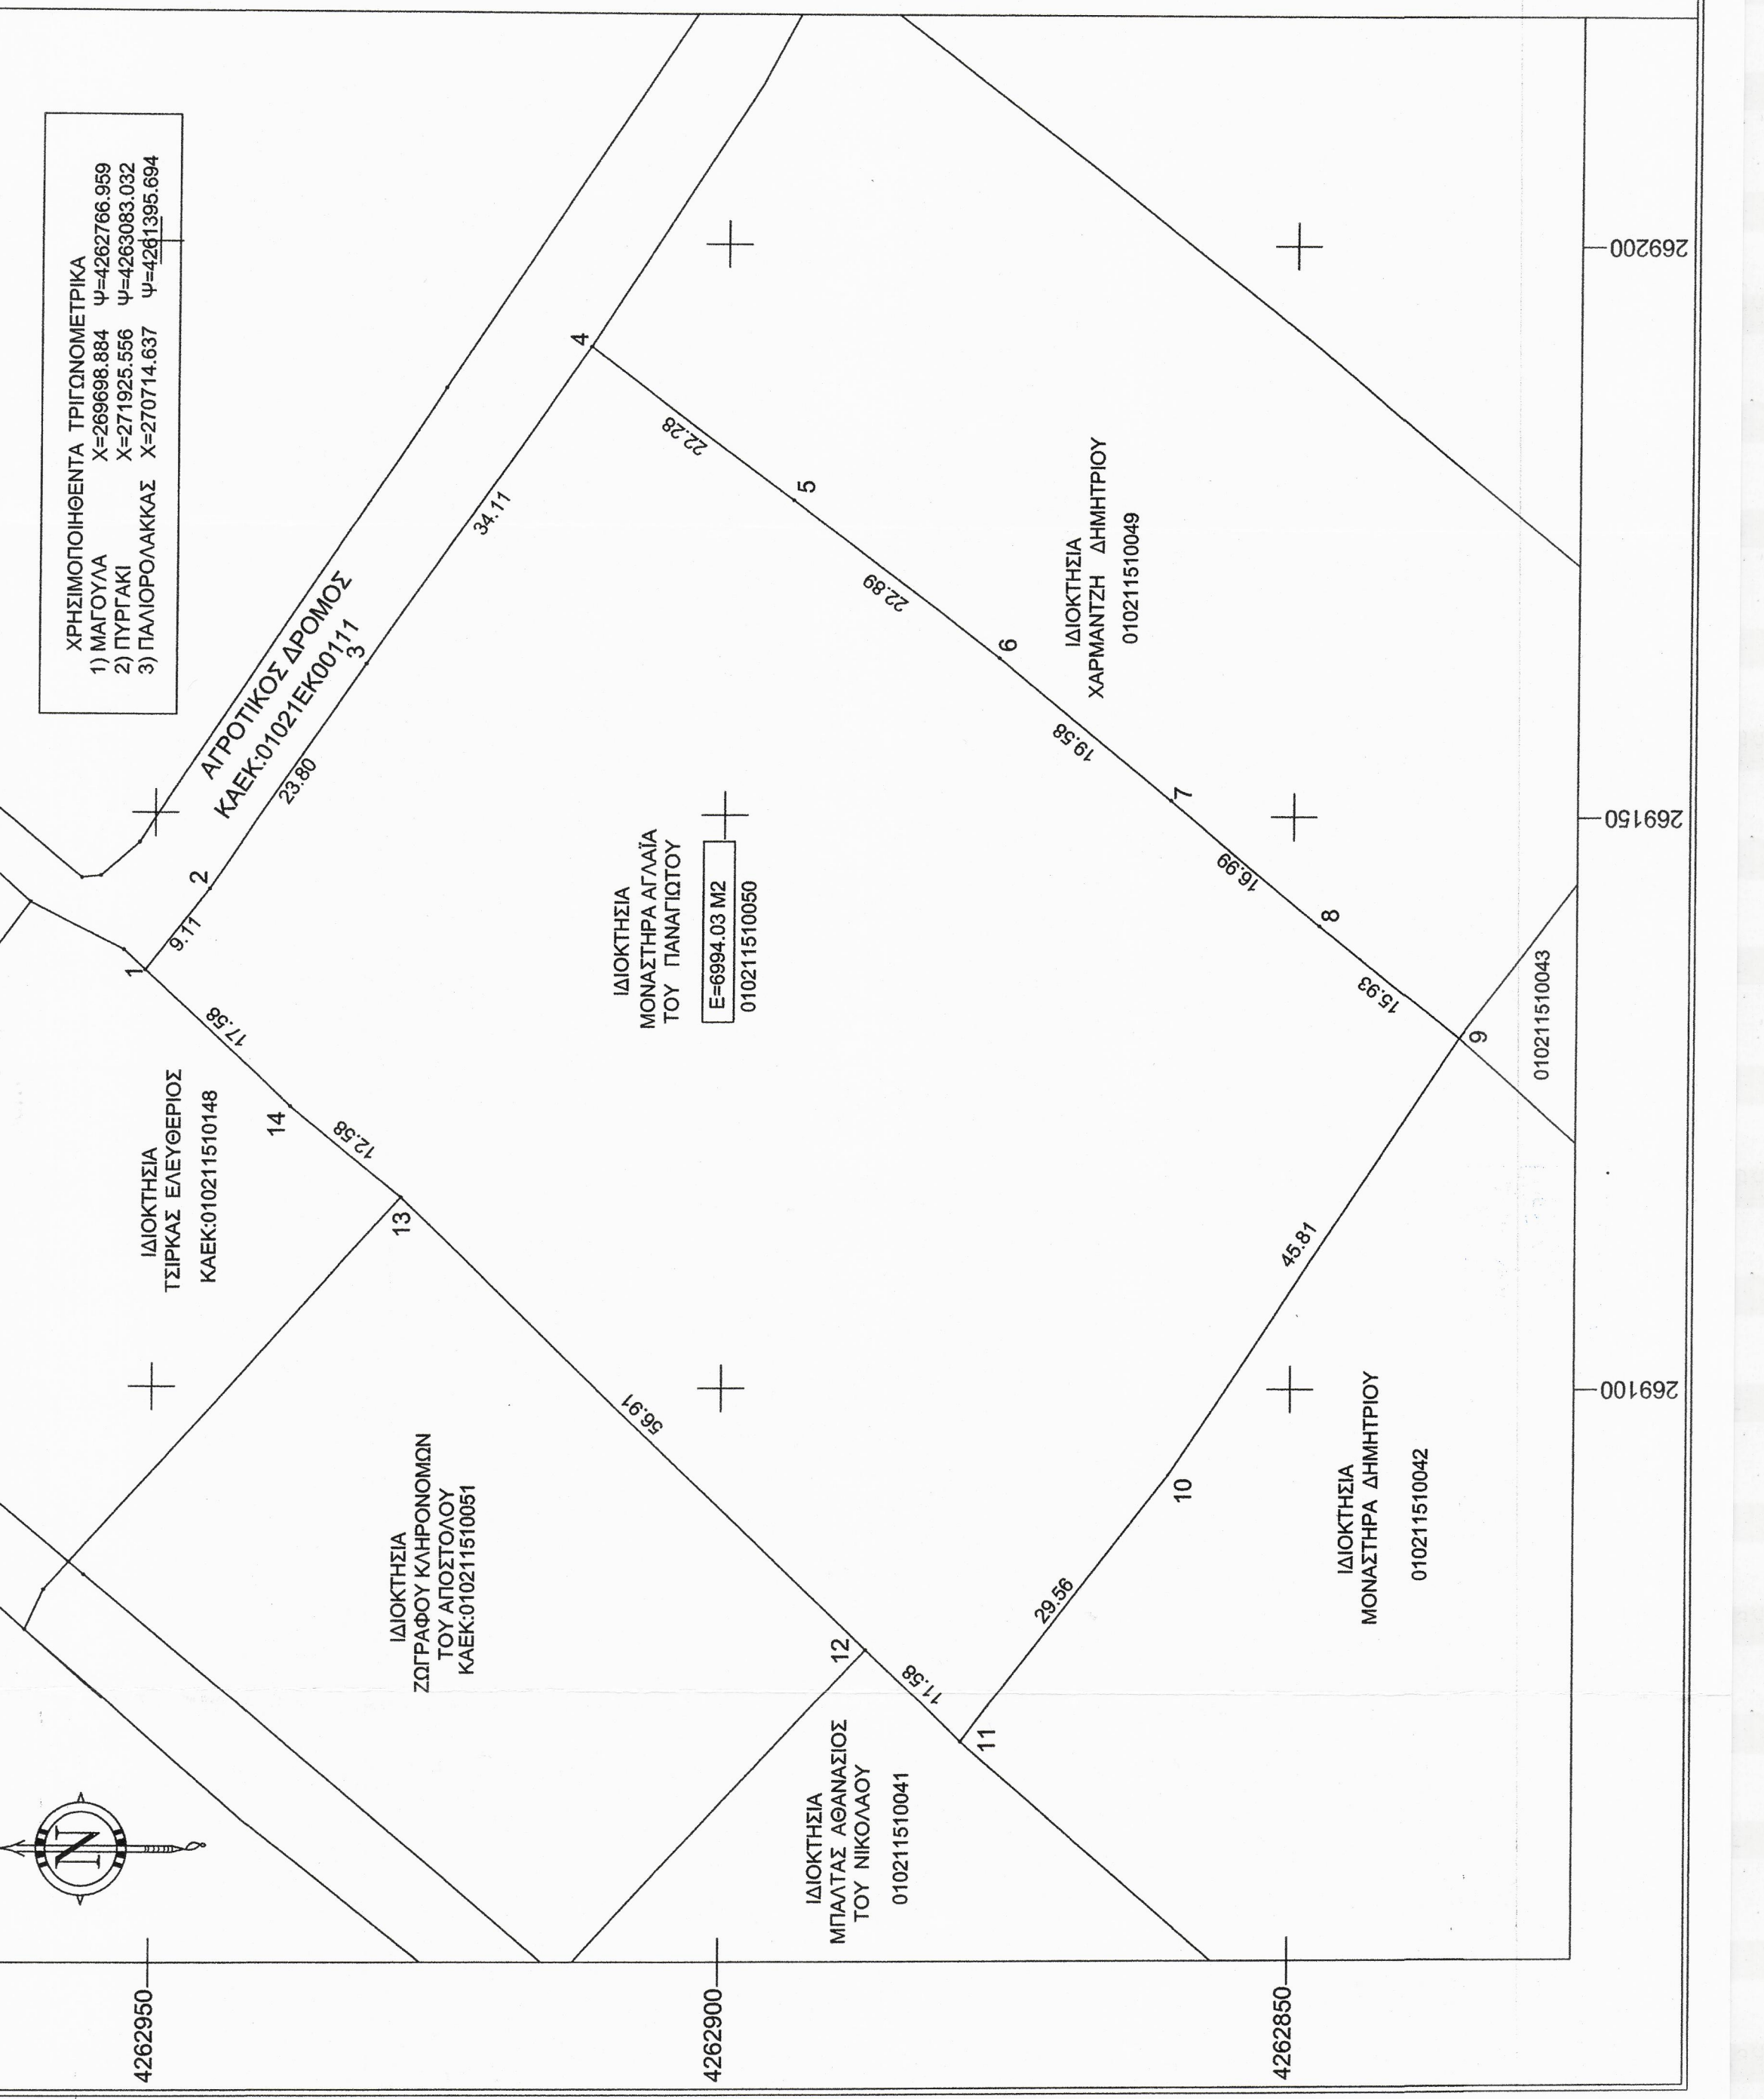 ΧΡΗΣΙΜΟΠΟΙΗΘΕΝΤΑ ΤΡΙΓΩΝΟΜΕΤΡΙΚΑ
1) ΜΑΓΟΥΛΑ Χ=269698.884 Ψ=4262766.959
2) ΠΥΡΓΑΚΙ Χ=271925.556 Ψ=4263083.032
3) ΠΑΛΙΟΡΟΛΑΚΚΑΣ Χ=270714.637 Ψ=4261395.694
ΑΓΡΟΤΙΚΟΣ ΔΡΟΜΟΣ
ΚΑΕΚ:01021ΕΚ00111
N
ΙΔΙΟΚΤΗΣΙΑ
ΤΣΙΡΚΑΣ ΕΛΕΥΘΕΡΙΟΣ
ΚΑΕΚ:010211510148
ΙΔΙΟΚΤΗΣΙΑ
ΖΩΓΡΑΦΟΥ ΚΛΗΡΟΝΟΜΩΝ
ΤΟΥ ΑΠΟΣΤΟΛΟΥ
ΚΑΕΚ:010211510051
ΙΔΙΟΚΤΗΣΙΑ
ΜΟΝΑΣΤΗΡΑ ΑΓΛΑΪΑ
ΤΟΥ ΠΑΝΑΓΙΩΤΟΥ
Ε=6994.03 Μ2
010211510050
ΙΔΙΟΚΤΗΣΙΑ
ΜΠΑΛΤΑΣ ΑΘΑΝΑΣΙΟΣ
ΤΟΥ ΝΙΚΟΛΑΟΥ
010211510041
ΙΔΙΟΚΤΗΣΙΑ
ΧΑΡΜΑΝΤΖΗ ΔΗΜΗΤΡΙΟΥ
010211510049
ΙΔΙΟΚΤΗΣΙΑ
ΜΟΝΑΣΤΗΡΑ ΔΗΜΗΤΡΙΟΥ
010211510042
010211510043
1
9.11
2
23.80
3
34.11
4
22.28
5
22.89
6
19.58
7
16.99
8
15.93
9
45.81
10
29.56
11
11.58
12
56.91
13
12.58
14
17.58
4262950
4262900
4262850
269100
269150
269200